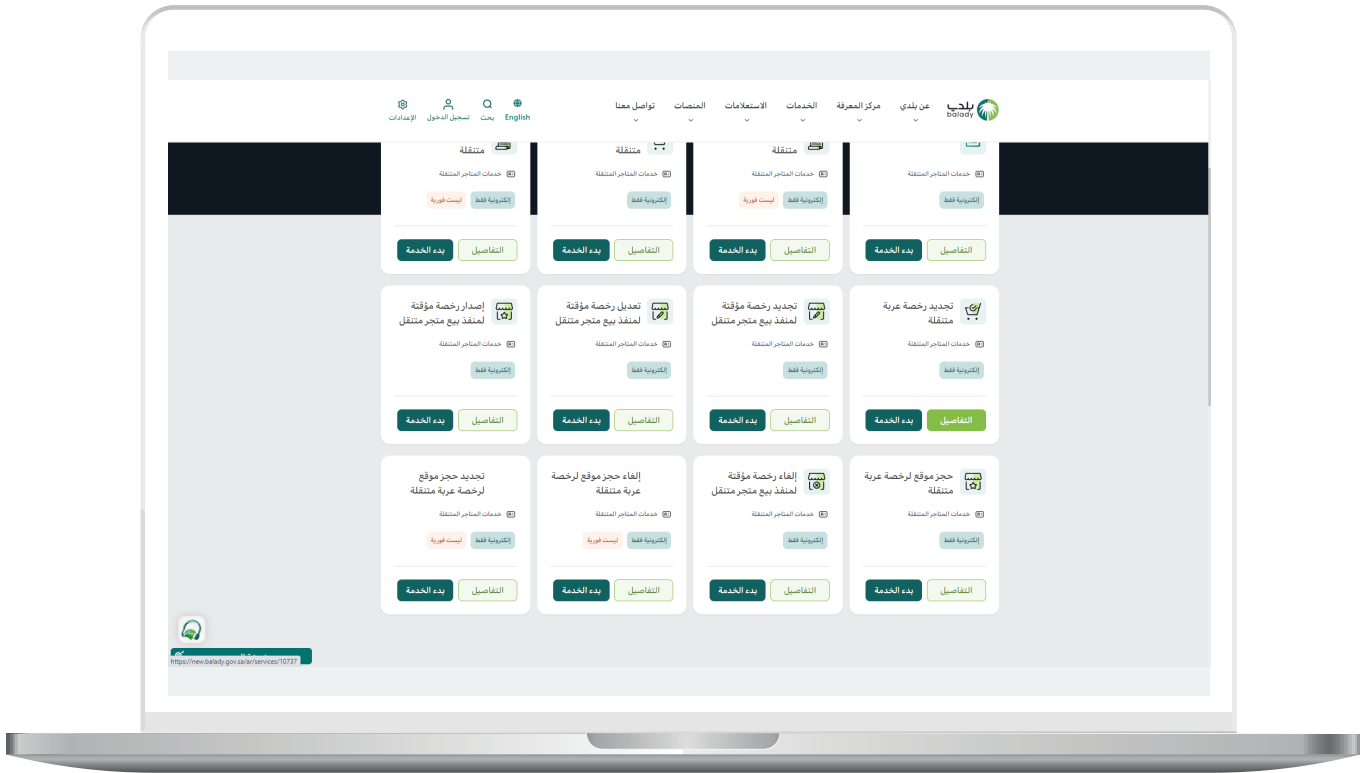 بلدي
balady
عن بلدي
مركز المعرفة
الخدمات
الاستعلامات
المنصات
تواصل معنا
English
بحث
تسجيل الدخول
الإعدادات
خدمات المتاجر المتنقلة
إلكترونية فقط
التفاصيل
بدء الخدمة
متنقلة
خدمات المتاجر المتنقلة
إلكترونية فقط
ليست فورية
التفاصيل
بدء الخدمة
متنقلة
خدمات المتاجر المتنقلة
إلكترونية فقط
التفاصيل
بدء الخدمة
متنقلة
خدمات المتاجر المتنقلة
إلكترونية فقط
ليست فورية
التفاصيل
بدء الخدمة
تجديد رخصة عربة
متنقلة
خدمات المتاجر المتنقلة
إلكترونية فقط
التفاصيل
بدء الخدمة
تجديد رخصة مؤقتة
لمنفذ بيع متجر متنقل
خدمات المتاجر المتنقلة
إلكترونية فقط
التفاصيل
بدء الخدمة
تعديل رخصة مؤقتة
لمنفذ بيع متجر متنقل
خدمات المتاجر المتنقلة
إلكترونية فقط
التفاصيل
بدء الخدمة
إصدار رخصة مؤقتة
لمنفذ بيع متجر متنقل
خدمات المتاجر المتنقلة
إلكترونية فقط
التفاصيل
بدء الخدمة
حجز موقع لرخصة عربة
متنقلة
خدمات المتاجر المتنقلة
إلكترونية فقط
التفاصيل
بدء الخدمة
إلغاء رخصة مؤقتة
لمنفذ بيع متجر متنقل
خدمات المتاجر المتنقلة
إلكترونية فقط
التفاصيل
بدء الخدمة
إلغاء حجز موقع لرخصة
عربة متنقلة
خدمات المتاجر المتنقلة
إلكترونية فقط
ليست فورية
التفاصيل
بدء الخدمة
تجديد حجز موقع
لرخصة عربة متنقلة
خدمات المتاجر المتنقلة
إلكترونية فقط
ليست فورية
التفاصيل
بدء الخدمة
https://new.balady.gov.sa/ar/services/10737